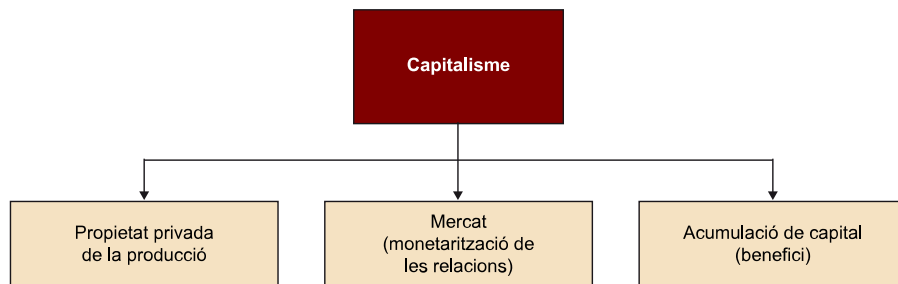 Capitalisme
Propietat privada
de la producció
Mercat
(monetarització de
les relacions)
Acumulació de capital
(benefici)